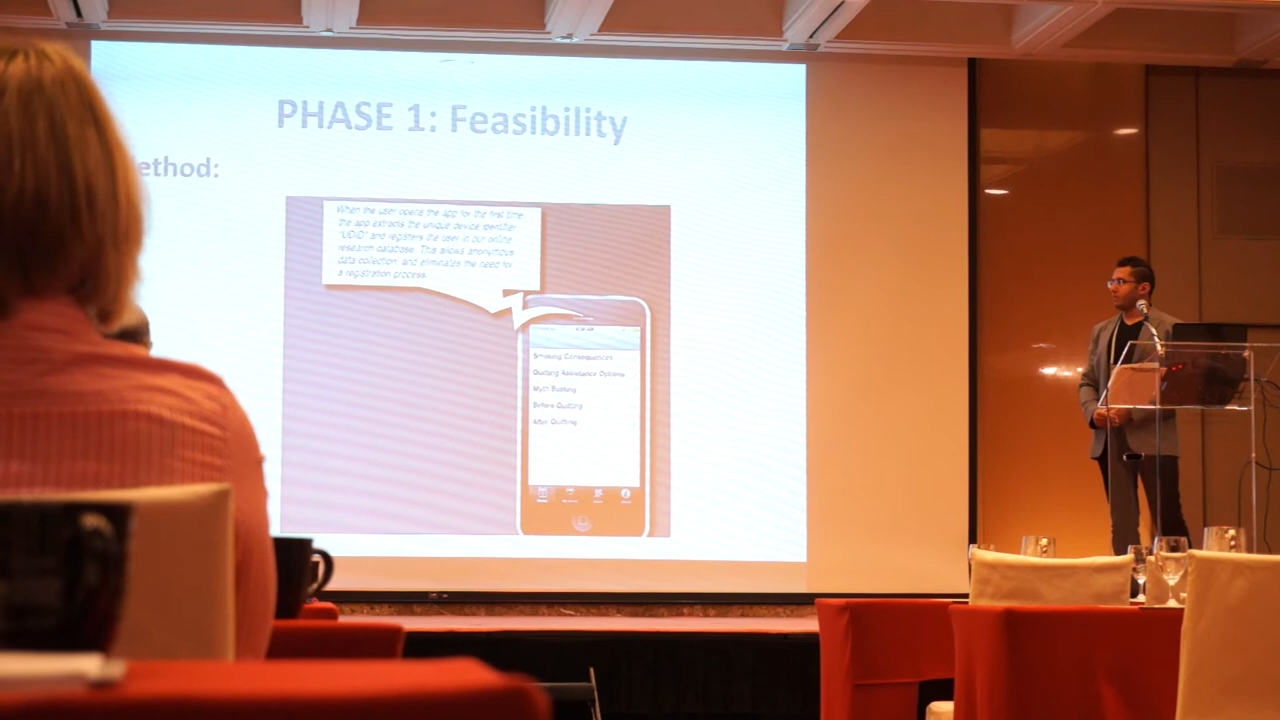 PHASE 1: Feasibility
ethod:
When the user opens the app for the first time
the app extracts the unique device identifier
"UDID" and registers the user in our online
research database. This allows anonymous
data collection, and eliminates the need for
a registration process.
Smoking Consequences
Quitting Assistance Options
Myth Busting
Before Quitting
After Quitting